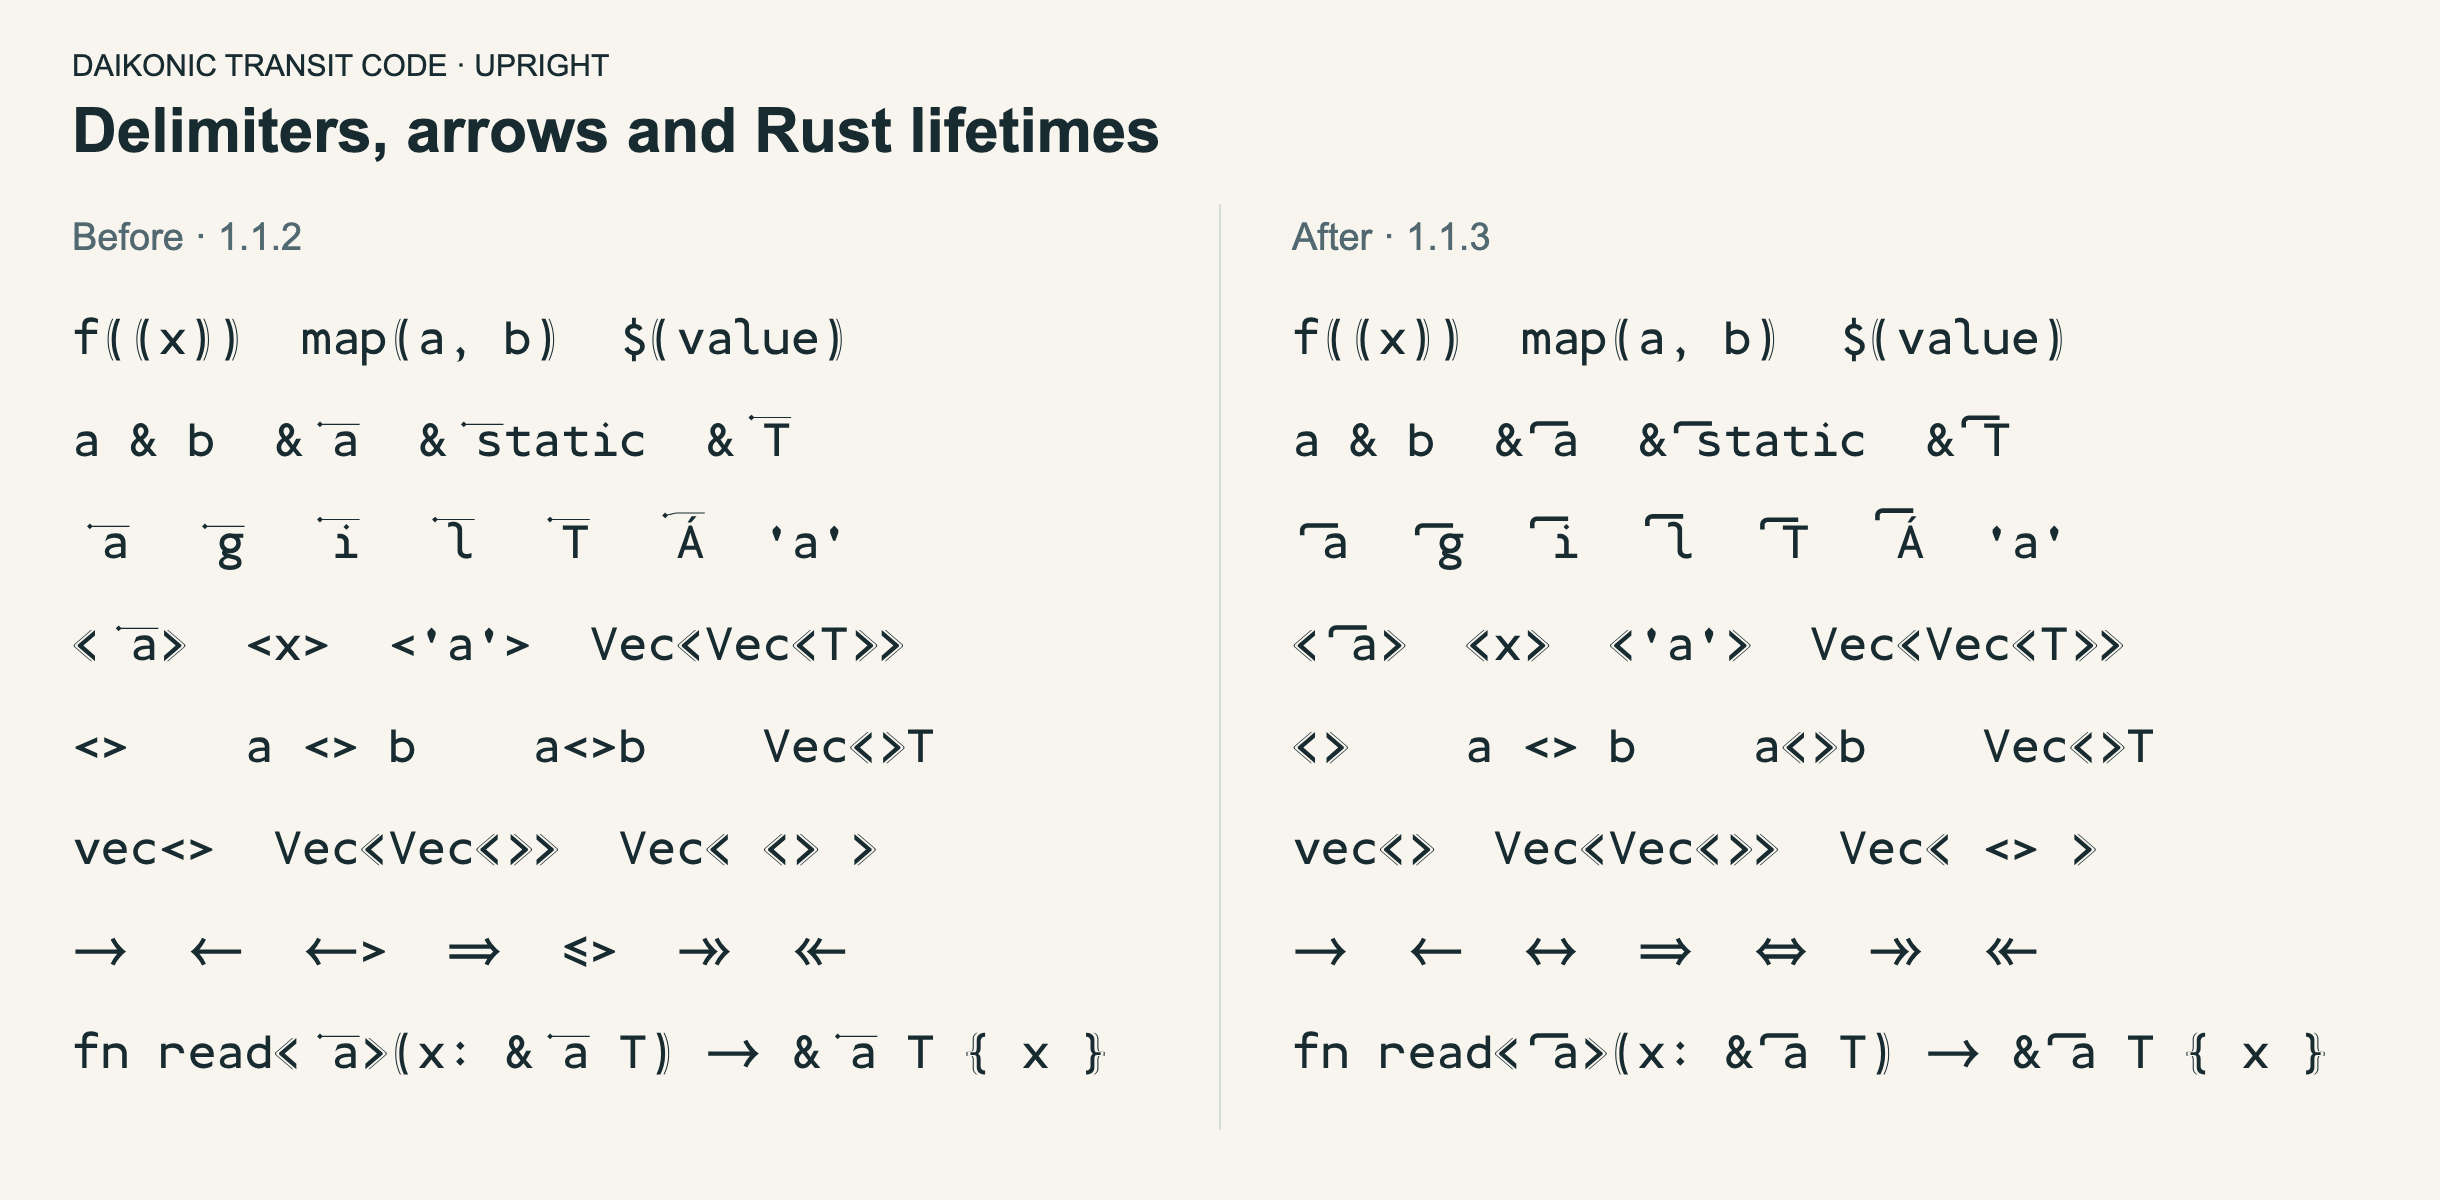 DAIKONIC TRANSIT CODE · UPRIGHT
Delimiters, arrows and Rust lifetimes
Before · 1.1.2
f((x)) map(a, b) $(value)
a & b &'a &'static &'T
'a 'g 'i 'l 'T 'Á 'a'
<'a> <x> <'a'> Vec<Vec<T>>
<> a <> b a<>b Vec<>T
vec<> Vec<Vec<>> Vec< <> >
→ ← ←> ⇒ ⩽> ↠ ↞
fn read<'a>(x: &'a T) → &'a T { x }
After · 1.1.3
f((x)) map(a, b) $(value)
a & b &'a &'static &'T
'a 'g 'i 'l 'T 'Á 'a'
<'a> <x> <'a'> Vec<Vec<T>>
<> a <> b a<>b Vec<>T
vec<> Vec<Vec<>> Vec< <> >
→ ← ↔ ⇒ ⇔ ↠ ↞
fn read<'a>(x: &'a T) → &'a T { x }